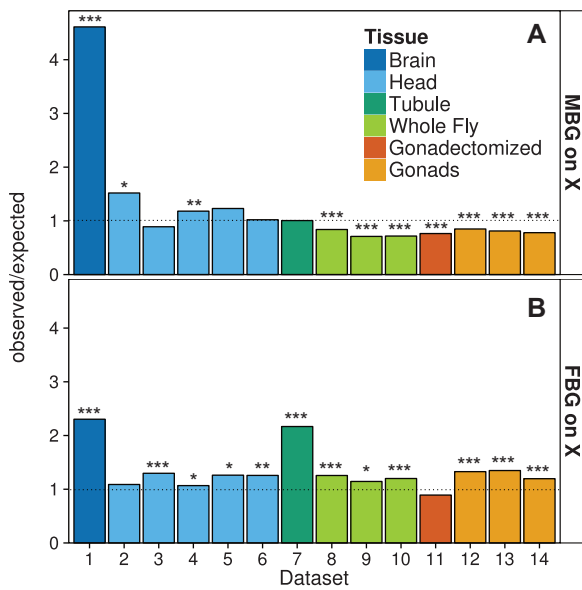 A
Tissue
Brain
Head
Tubule
Whole Fly
Gonadectomized
Gonads
MBG on X
4
3
2
1
0
*** * ** *** *** *** *** *** *** ***
observed/expected
B
FBG on X
4
3
2
1
0
*** *** * * ** *** *** * *** *** *** ***
1 2 3 4 5 6 7 8 9 10 11 12 13 14
Dataset